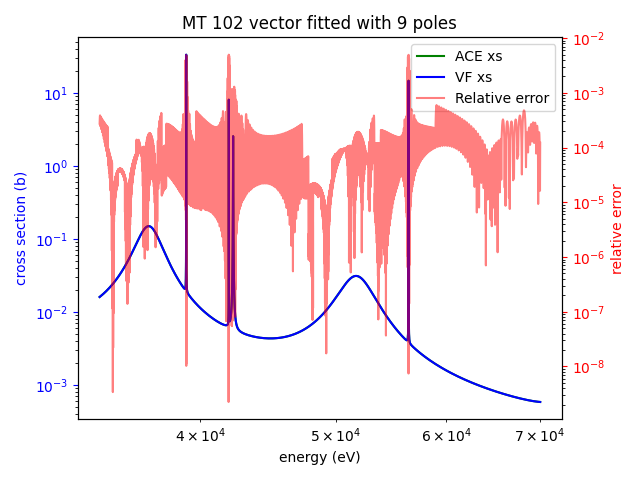 MT 102 vector fitted with 9 poles
ACE xs
VF xs
Relative error
cross section (b)
10¹
10⁰
10⁻¹
10⁻²
10⁻³
relative error
10⁻²
10⁻³
10⁻⁴
10⁻⁵
10⁻⁶
10⁻⁷
10⁻⁸
4 × 10⁴
5 × 10⁴
6 × 10⁴
7 × 10⁴
energy (eV)